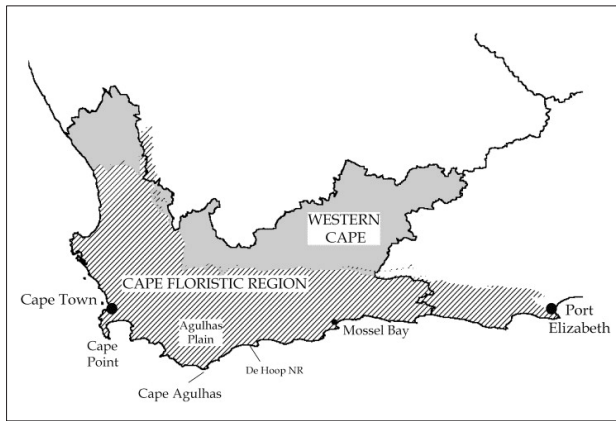 WESTERN
CAPE
CAPE FLORISTIC REGION
Cape Town
Agulhas
Plain
Mossel Bay
Port
Elizabeth
Cape
Point
De Hoop NR
Cape Agulhas